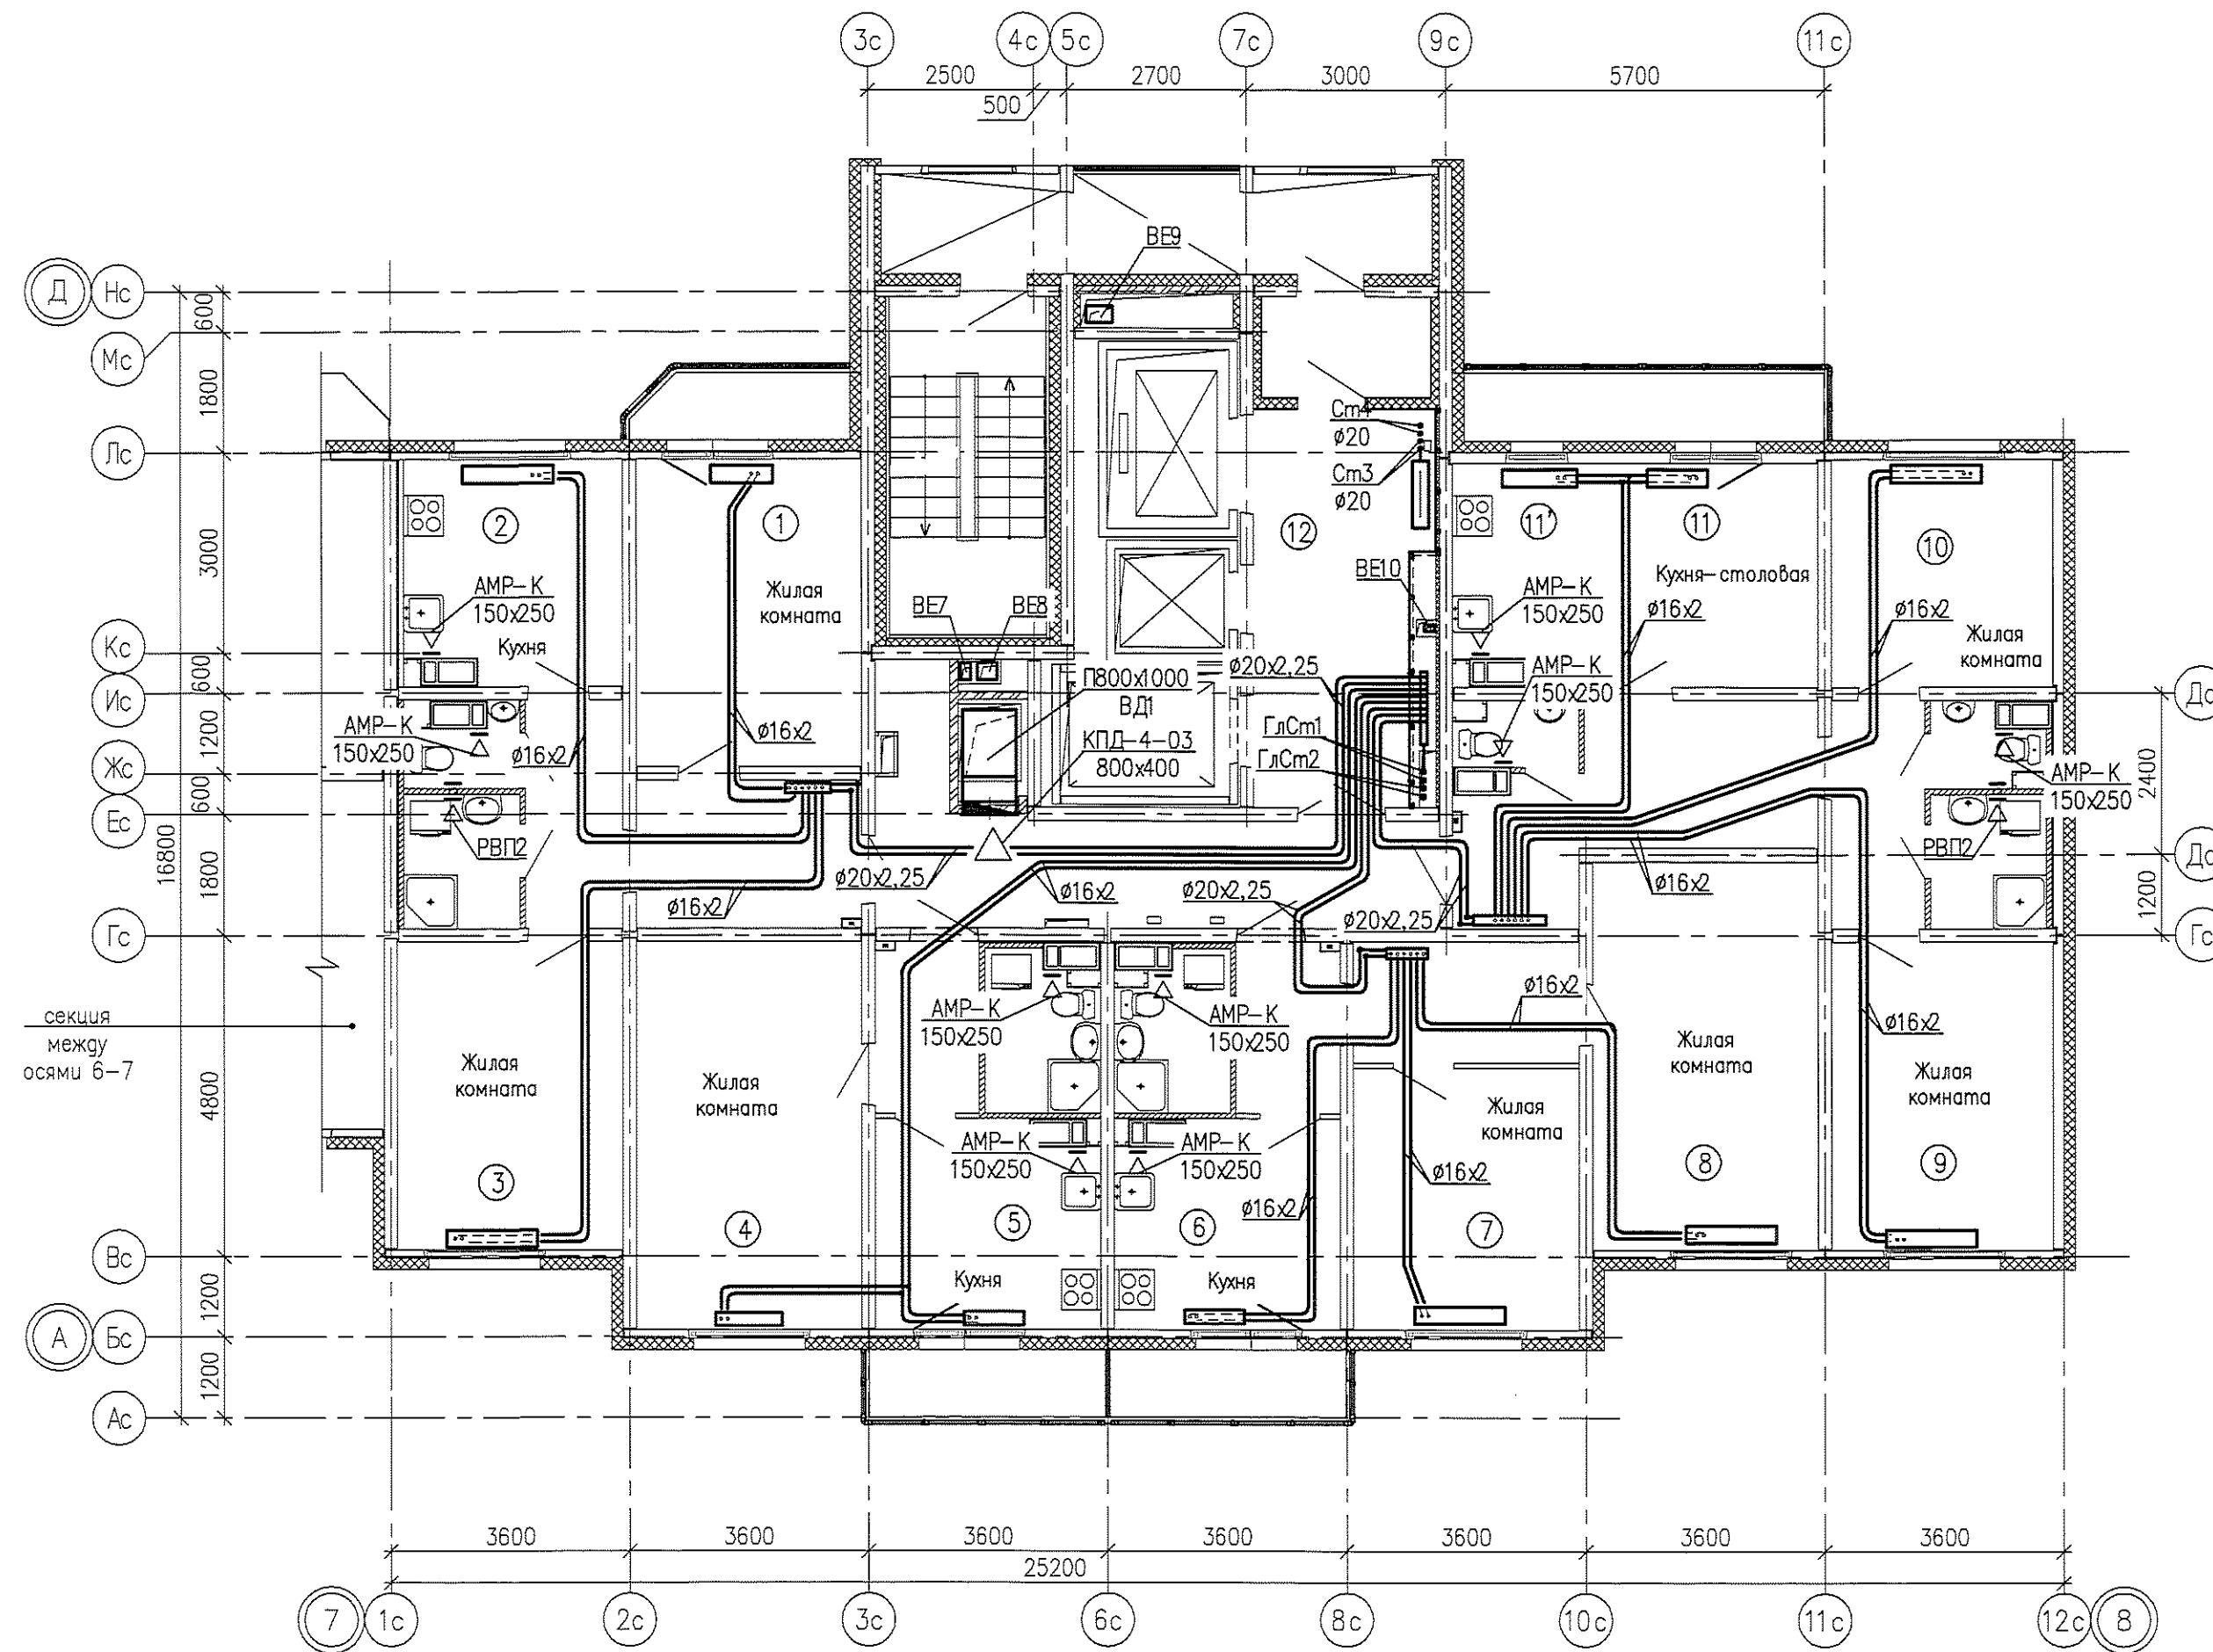 3с 4с 5с 7с 9с 11с
2500 2700 3000 5700
500
ВЕ9
Д Нс
600
Мс
1800
Ст4
ø20
Лс
Ст3
ø20
2 1 12 11' 11 10
3000
АМР-К
150х250
Жилая
комната
ВЕ10
Кухня-столовая
АМР-К
150х250
ВЕ7 ВЕ8
ø16х2
ø16х2
Кс
Кухня
Жилая
комната
600
П800х1000
ВД1
ø20х2,25
АМР-К
150х250
Ис
Дс
АМР-К
150х250
1200
ø16х2
ø16х2
КПД-4-03
800х400
ГлСт1
ГлСт2
Жс
АМР-К
150х250
2400
600
Ес
16800
РВП2
РВП2
Дс
1800
ø20х2,25
ø16х2
ø16х2
ø20х2,25
ø20х2,25
ø16х2
1200
Гс
Гс
АМР-К
150х250
АМР-К
150х250
ø16х2
ø16х2
секция
между
осями 6-7
Жилая
комната
Жилая
комната
Жилая
комната
Жилая
комната
Жилая
комната
4800
АМР-К
150х250
АМР-К
150х250
ø16х2
ø16х2
3 4 5 6 7 8 9
Вс
Кухня
Кухня
1200
А Бс
1200
Ас
3600 3600 3600 3600 3600 3600 3600
25200
7 1с 2с 3с 6с 8с 10с 11с 12с 8